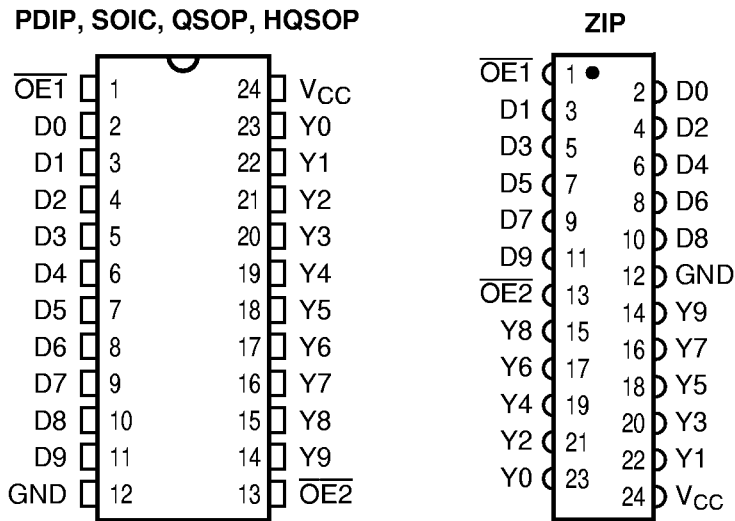 PDIP, SOIC, QSOP, HQSOP
O̅E̅1̅ 1 24 VCC
D0 2 23 Y0
D1 3 22 Y1
D2 4 21 Y2
D3 5 20 Y3
D4 6 19 Y4
D5 7 18 Y5
D6 8 17 Y6
D7 9 16 Y7
D8 10 15 Y8
D9 11 14 Y9
GND 12 13 O̅E̅2̅
ZIP
O̅E̅1̅ 1
2 D0
D1 3
4 D2
D3 5
6 D4
D5 7
8 D6
D7 9
10 D8
D9 11
12 GND
O̅E̅2̅ 13
14 Y9
Y8 15
16 Y7
Y6 17
18 Y5
Y4 19
20 Y3
Y2 21
22 Y1
Y0 23
24 VCC